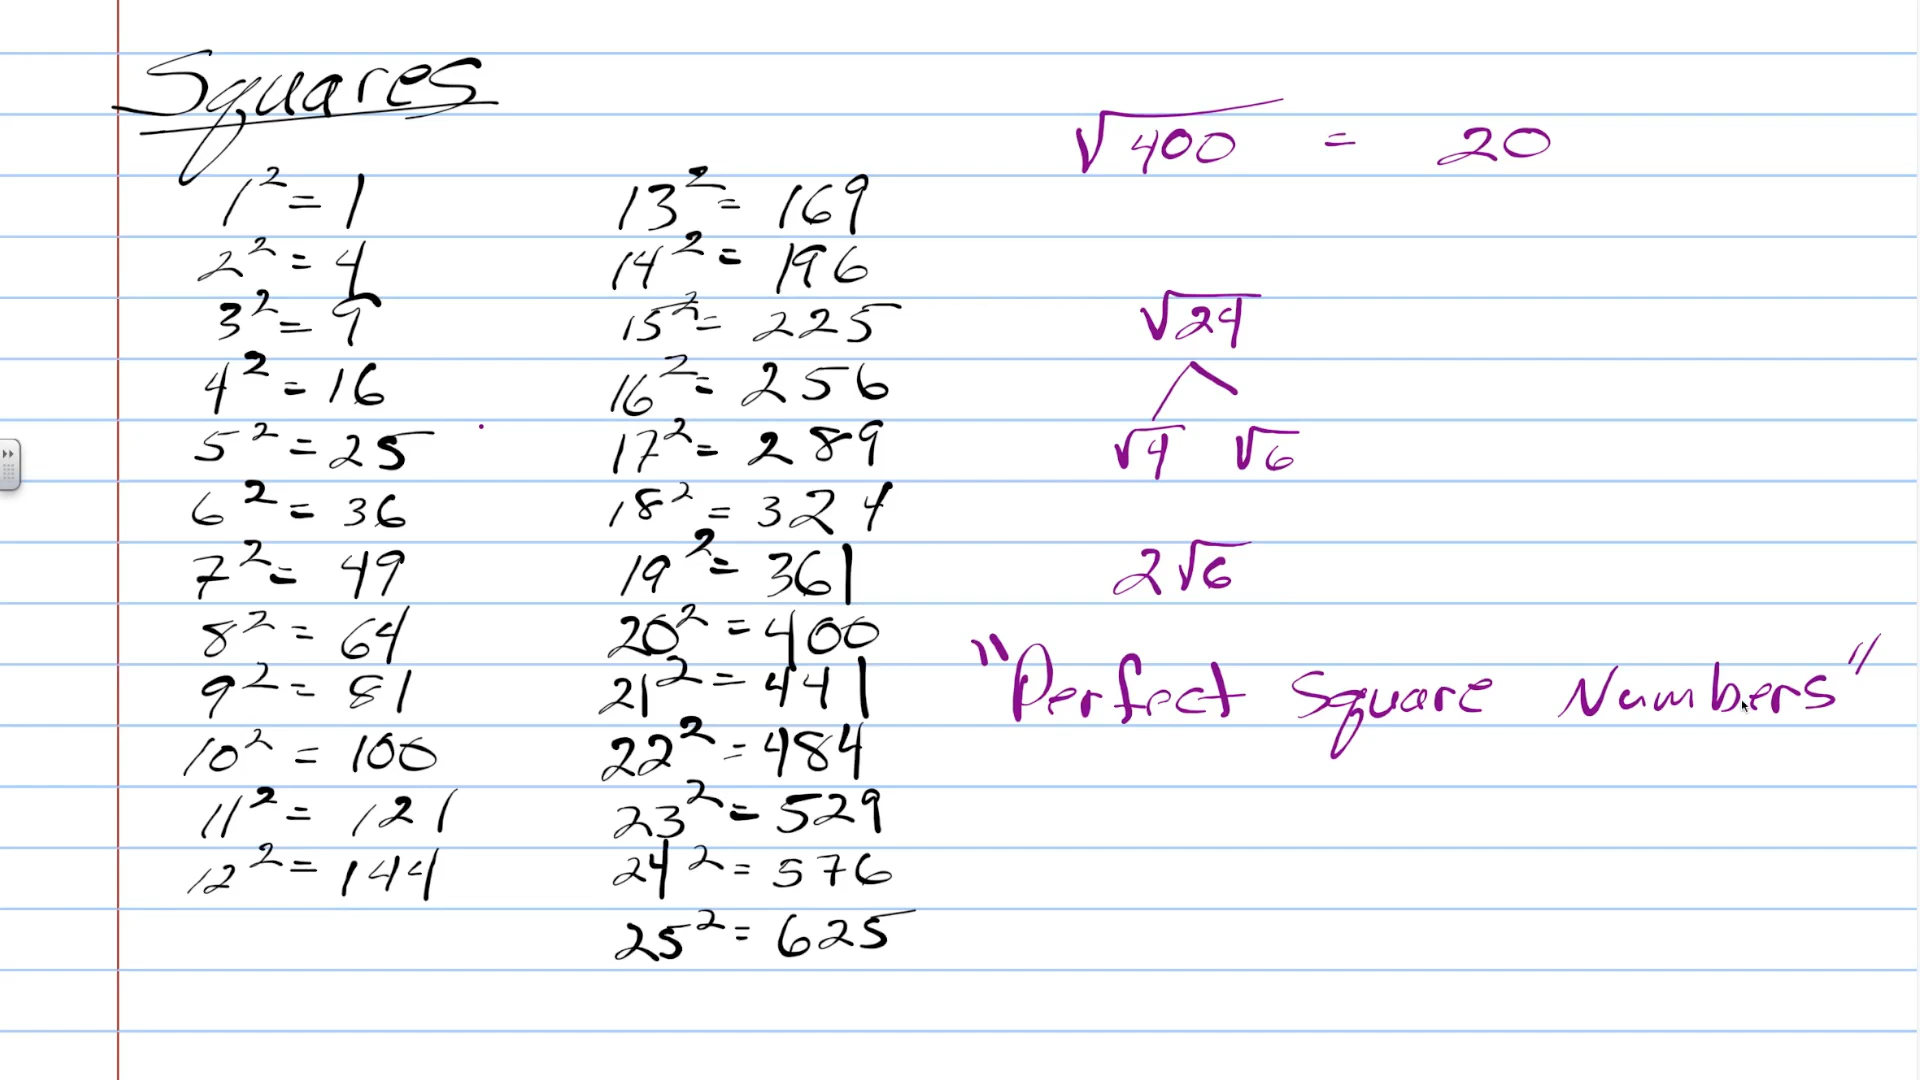 Squares
1² = 1
2² = 4
3² = 9
4² = 16
5² = 25
6² = 36
7² = 49
8² = 64
9² = 81
10² = 100
11² = 121
12² = 144
13² = 169
14² = 196
15² = 225
16² = 256
17² = 289
18² = 324
19² = 361
20² = 400
21² = 441
22² = 484
23² = 529
24² = 576
25² = 625
√400 = 20
√24
√4 √6
2√6
"Perfect Square Numbers"